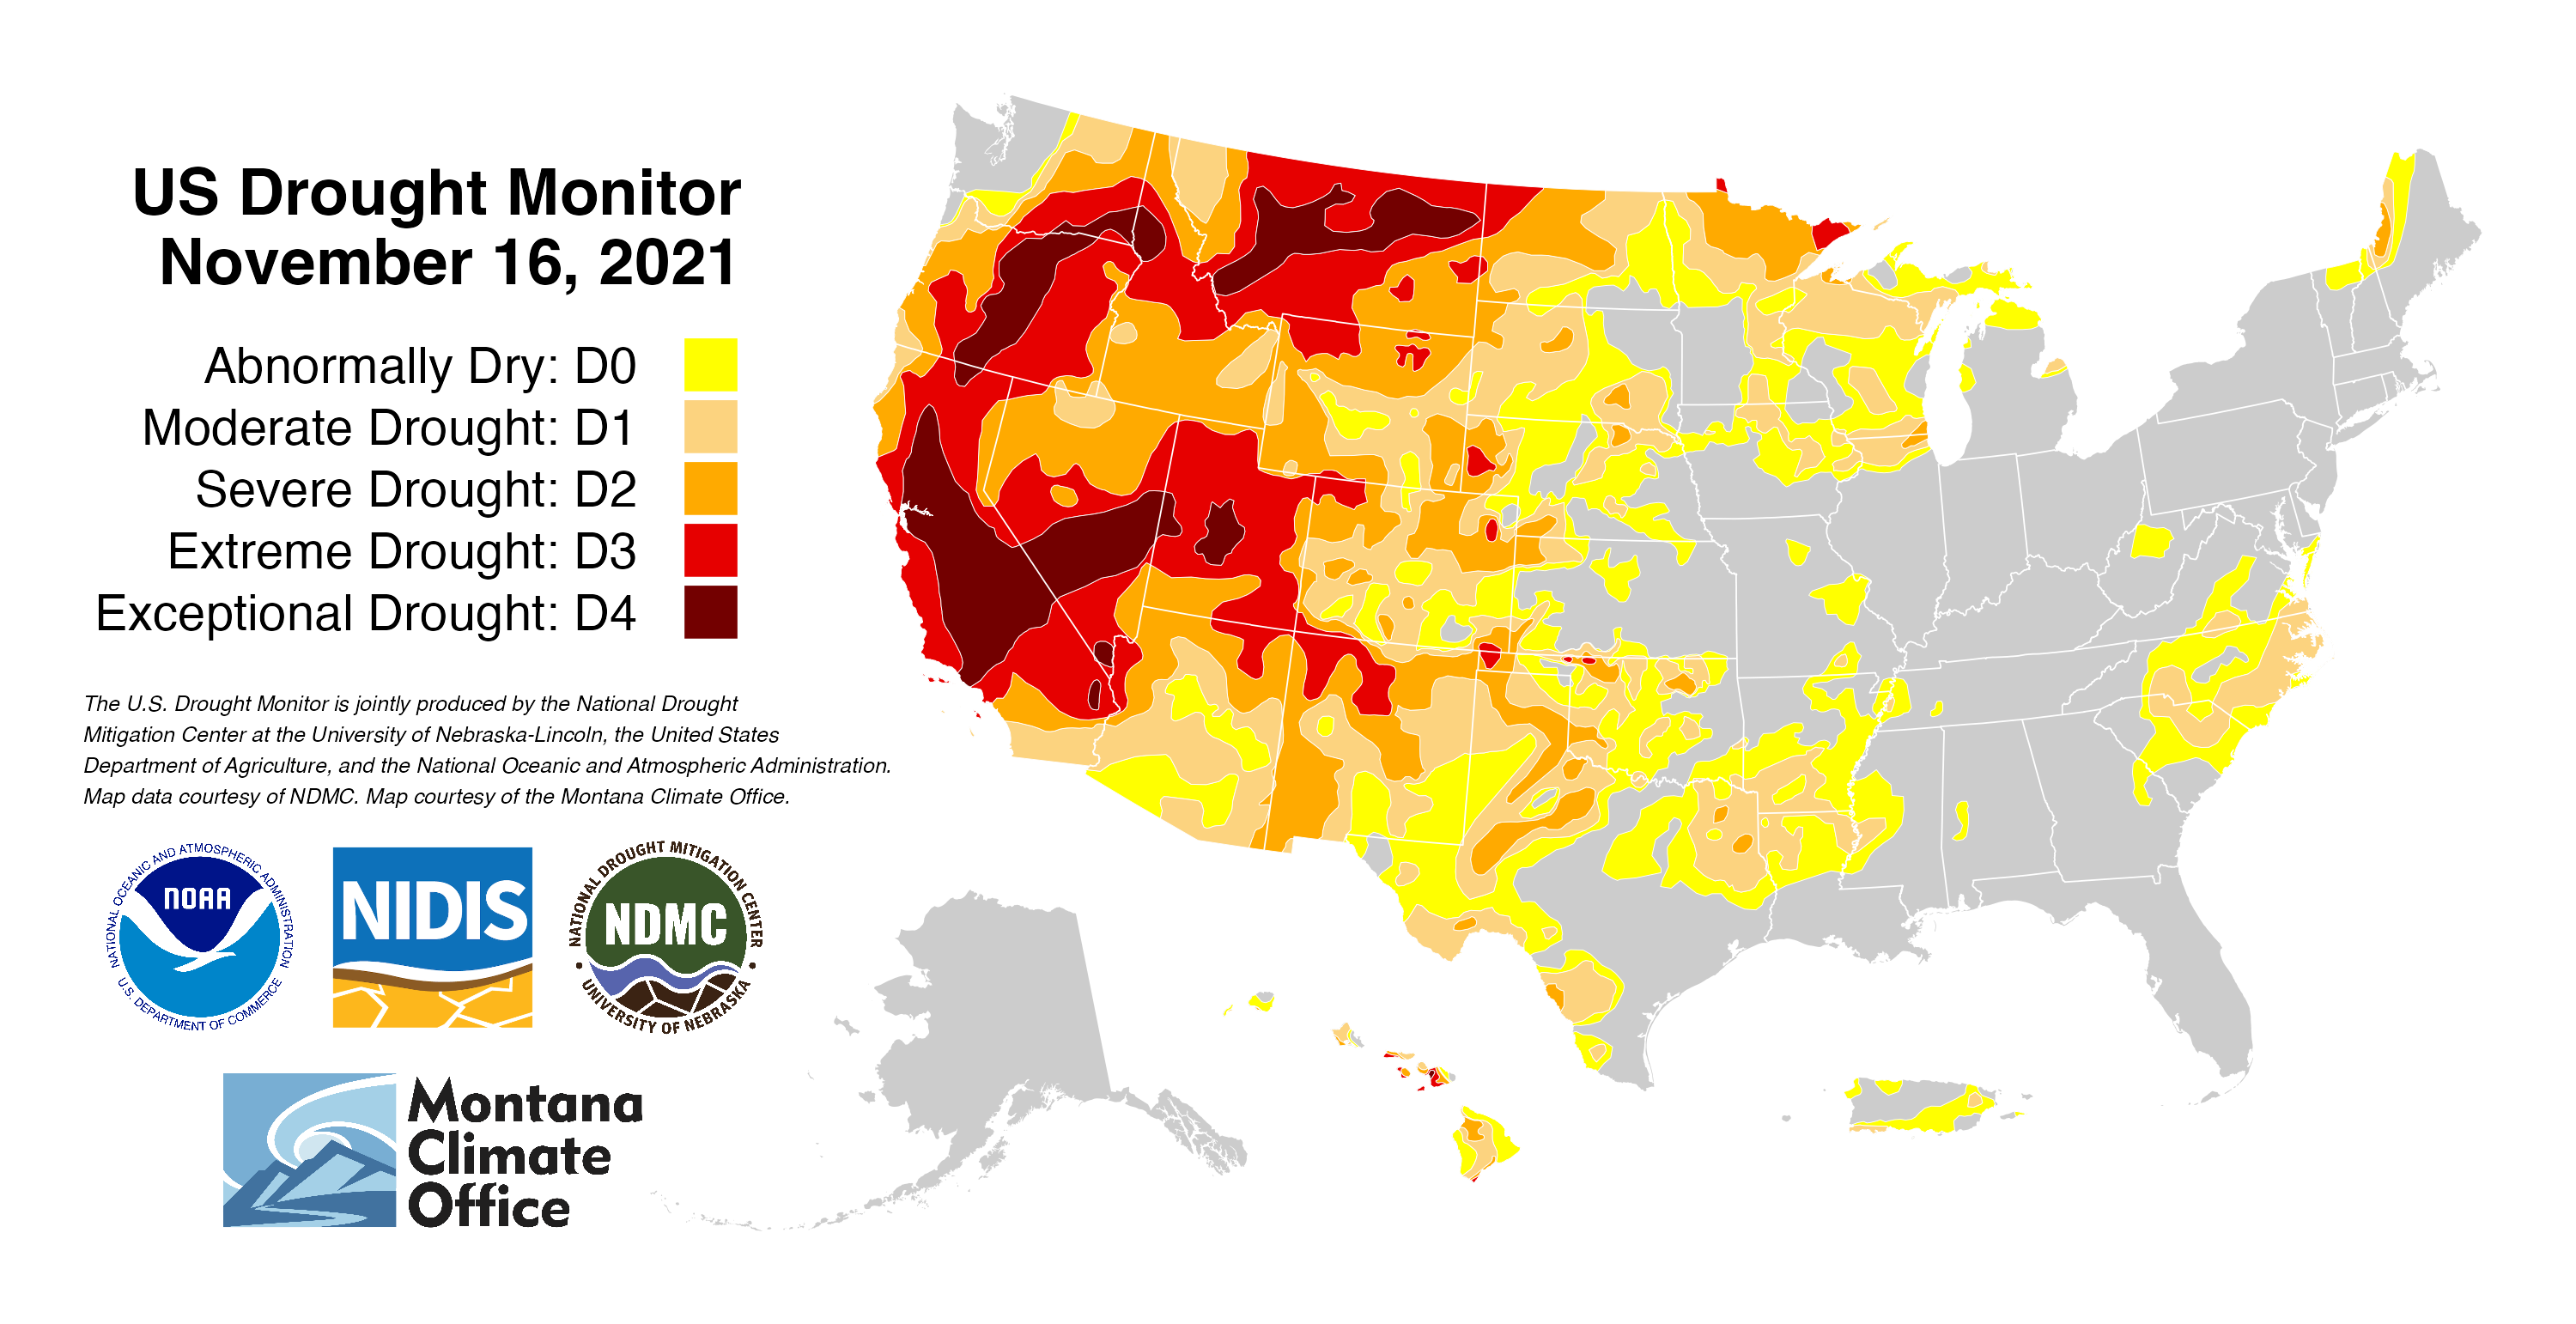 US Drought Monitor
November 16, 2021
Abnormally Dry: D0
Moderate Drought: D1
Severe Drought: D2
Extreme Drought: D3
Exceptional Drought: D4
The U.S. Drought Monitor is jointly produced by the National Drought
Mitigation Center at the University of Nebraska-Lincoln, the United States
Department of Agriculture, and the National Oceanic and Atmospheric Administration.
Map data courtesy of NDMC. Map courtesy of the Montana Climate Office.
NATIONAL OCEANIC AND ATMOSPHERIC ADMINISTRATION
NOAA
U.S. DEPARTMENT OF COMMERCE
NIDIS
NATIONAL DROUGHT MITIGATION CENTER
NDMC
UNIVERSITY OF NEBRASKA
Montana
Climate
Office